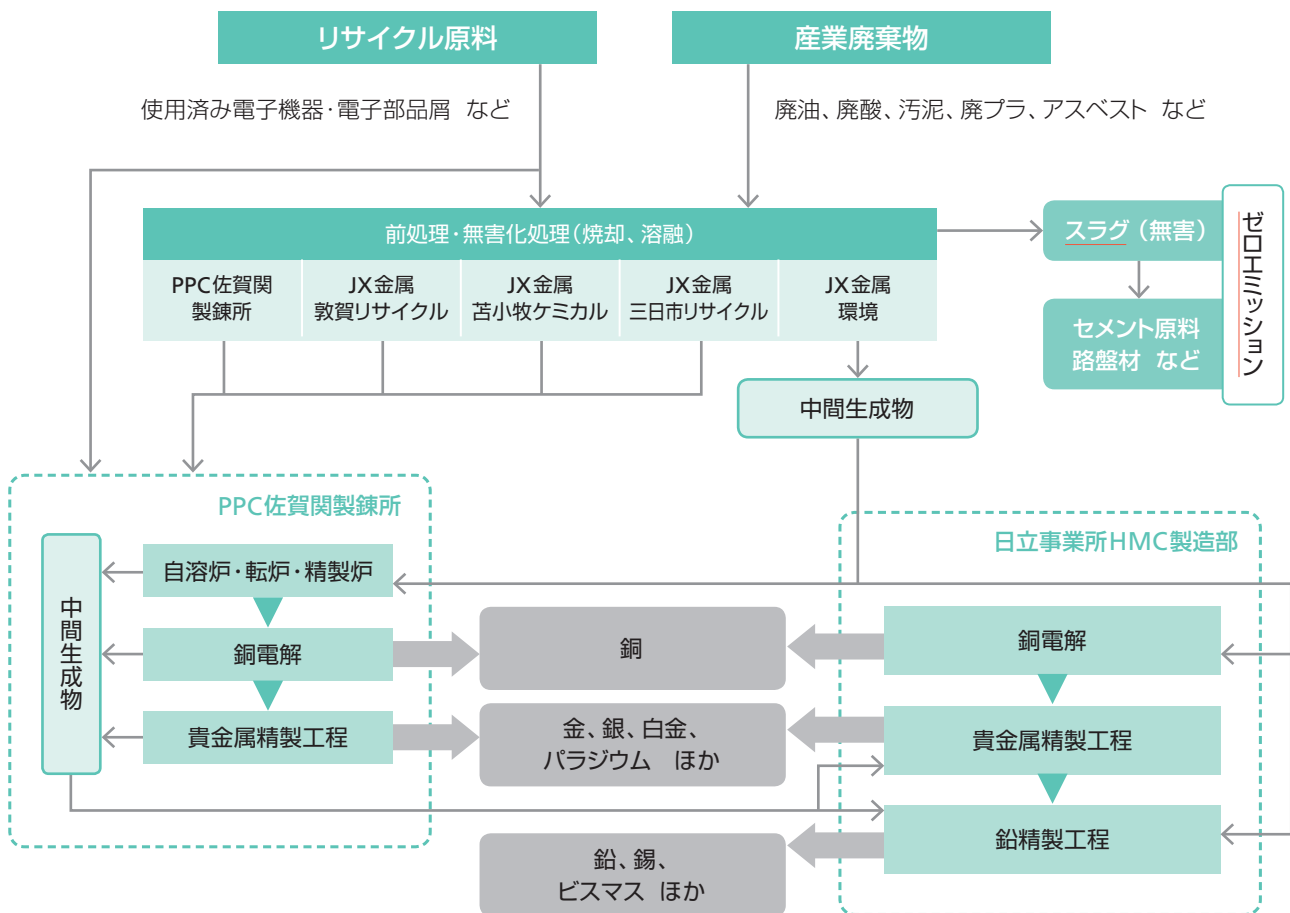 リサイクル原料
産業廃棄物
使用済み電子機器・電子部品屑 など
廃油、廃酸、汚泥、廃プラ、アスベスト など
前処理・無害化処理（焼却、溶融）
PPC佐賀関
製錬所
JX金属
敦賀リサイクル
JX金属
苫小牧ケミカル
JX金属
三日市リサイクル
JX金属
環境
スラグ（無害）
セメント原料
路盤材 など
ゼロエミッション
中間生成物
PPC佐賀関製錬所
中間生成物
自溶炉・転炉・精製炉
銅電解
貴金属精製工程
銅
金、銀、白金、
パラジウム ほか
鉛、錫、
ビスマス ほか
日立事業所HMC製造部
銅電解
貴金属精製工程
鉛精製工程